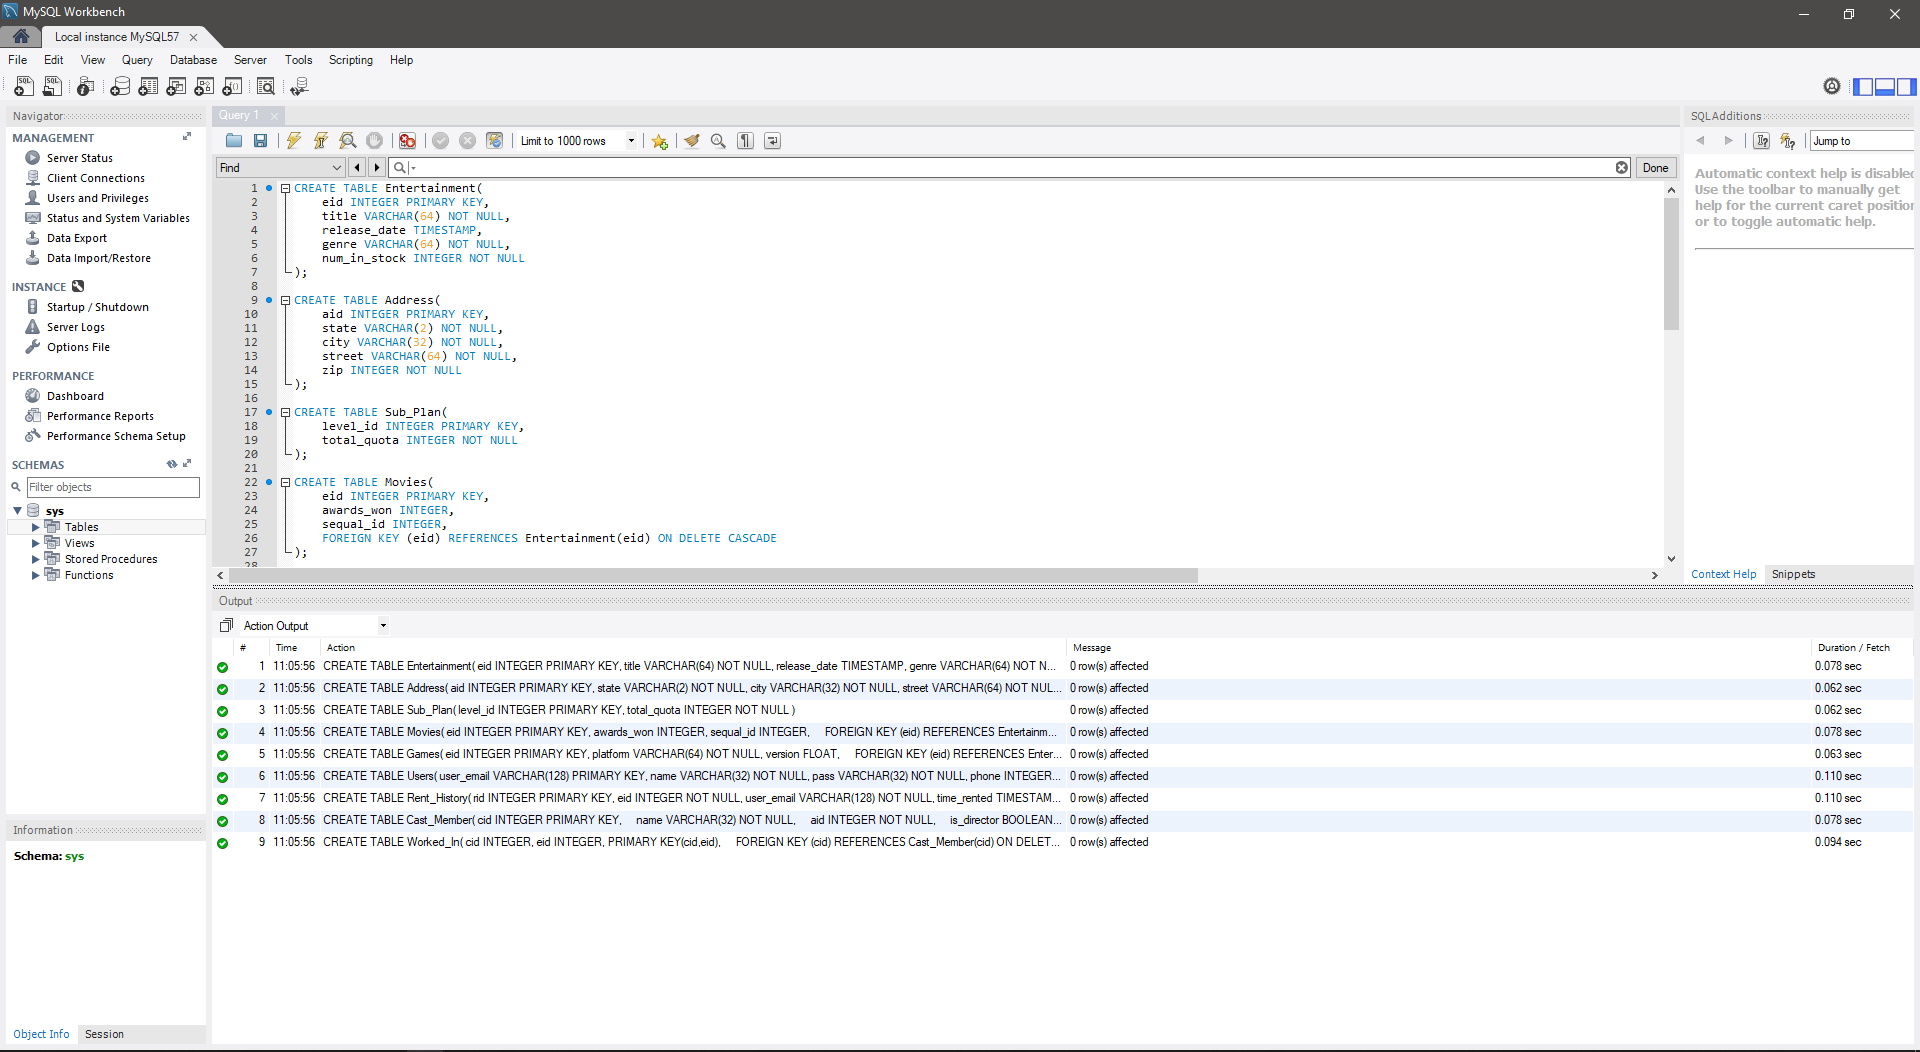 MySQL Workbench
Local instance MySQL57
File Edit View Query Database Server Tools Scripting Help
Navigator
MANAGEMENT
Server Status
Client Connections
Users and Privileges
Status and System Variables
Data Export
Data Import/Restore
INSTANCE
Startup / Shutdown
Server Logs
Options File
PERFORMANCE
Dashboard
Performance Reports
Performance Schema Setup
SCHEMAS
Filter objects
sys
Tables
Views
Stored Procedures
Functions
Information
Schema: sys
Object Info Session
Query 1
Limit to 1000 rows
Find Done
1 CREATE TABLE Entertainment(
2 eid INTEGER PRIMARY KEY,
3 title VARCHAR(64) NOT NULL,
4 release_date TIMESTAMP,
5 genre VARCHAR(64) NOT NULL,
6 num_in_stock INTEGER NOT NULL
7 );
8
9 CREATE TABLE Address(
10 aid INTEGER PRIMARY KEY,
11 state VARCHAR(2) NOT NULL,
12 city VARCHAR(32) NOT NULL,
13 street VARCHAR(64) NOT NULL,
14 zip INTEGER NOT NULL
15 );
16
17 CREATE TABLE Sub_Plan(
18 level_id INTEGER PRIMARY KEY,
19 total_quota INTEGER NOT NULL
20 );
21
22 CREATE TABLE Movies(
23 eid INTEGER PRIMARY KEY,
24 awards_won INTEGER,
25 sequal_id INTEGER,
26 FOREIGN KEY (eid) REFERENCES Entertainment(eid) ON DELETE CASCADE
27 );
28
SQLAdditions
Jump to
Automatic context help is disabled
Use the toolbar to manually get
help for the current caret position
or to toggle automatic help.
Context Help Snippets
Output
Action Output
# Time Action Message Duration / Fetch
1 11:05:56 CREATE TABLE Entertainment( eid INTEGER PRIMARY KEY, title VARCHAR(64) NOT NULL, release_date TIMESTAMP, genre VARCHAR(64) NOT N... 0 row(s) affected 0.078 sec
2 11:05:56 CREATE TABLE Address( aid INTEGER PRIMARY KEY, state VARCHAR(2) NOT NULL, city VARCHAR(32) NOT NULL, street VARCHAR(64) NOT NUL... 0 row(s) affected 0.062 sec
3 11:05:56 CREATE TABLE Sub_Plan( level_id INTEGER PRIMARY KEY, total_quota INTEGER NOT NULL ) 0 row(s) affected 0.062 sec
4 11:05:56 CREATE TABLE Movies( eid INTEGER PRIMARY KEY, awards_won INTEGER, sequal_id INTEGER, FOREIGN KEY (eid) REFERENCES Entertainm... 0 row(s) affected 0.078 sec
5 11:05:56 CREATE TABLE Games( eid INTEGER PRIMARY KEY, platform VARCHAR(64) NOT NULL, version FLOAT, FOREIGN KEY (eid) REFERENCES Enter... 0 row(s) affected 0.063 sec
6 11:05:56 CREATE TABLE Users( user_email VARCHAR(128) PRIMARY KEY, name VARCHAR(32) NOT NULL, pass VARCHAR(32) NOT NULL, phone INTEGER... 0 row(s) affected 0.110 sec
7 11:05:56 CREATE TABLE Rent_History( rid INTEGER PRIMARY KEY, eid INTEGER NOT NULL, user_email VARCHAR(128) NOT NULL, time_rented TIMESTAM... 0 row(s) affected 0.110 sec
8 11:05:56 CREATE TABLE Cast_Member( cid INTEGER PRIMARY KEY, name VARCHAR(32) NOT NULL, aid INTEGER NOT NULL, is_director BOOLEAN... 0 row(s) affected 0.078 sec
9 11:05:56 CREATE TABLE Worked_In( cid INTEGER, eid INTEGER, PRIMARY KEY(cid,eid), FOREIGN KEY (cid) REFERENCES Cast_Member(cid) ON DELET... 0 row(s) affected 0.094 sec